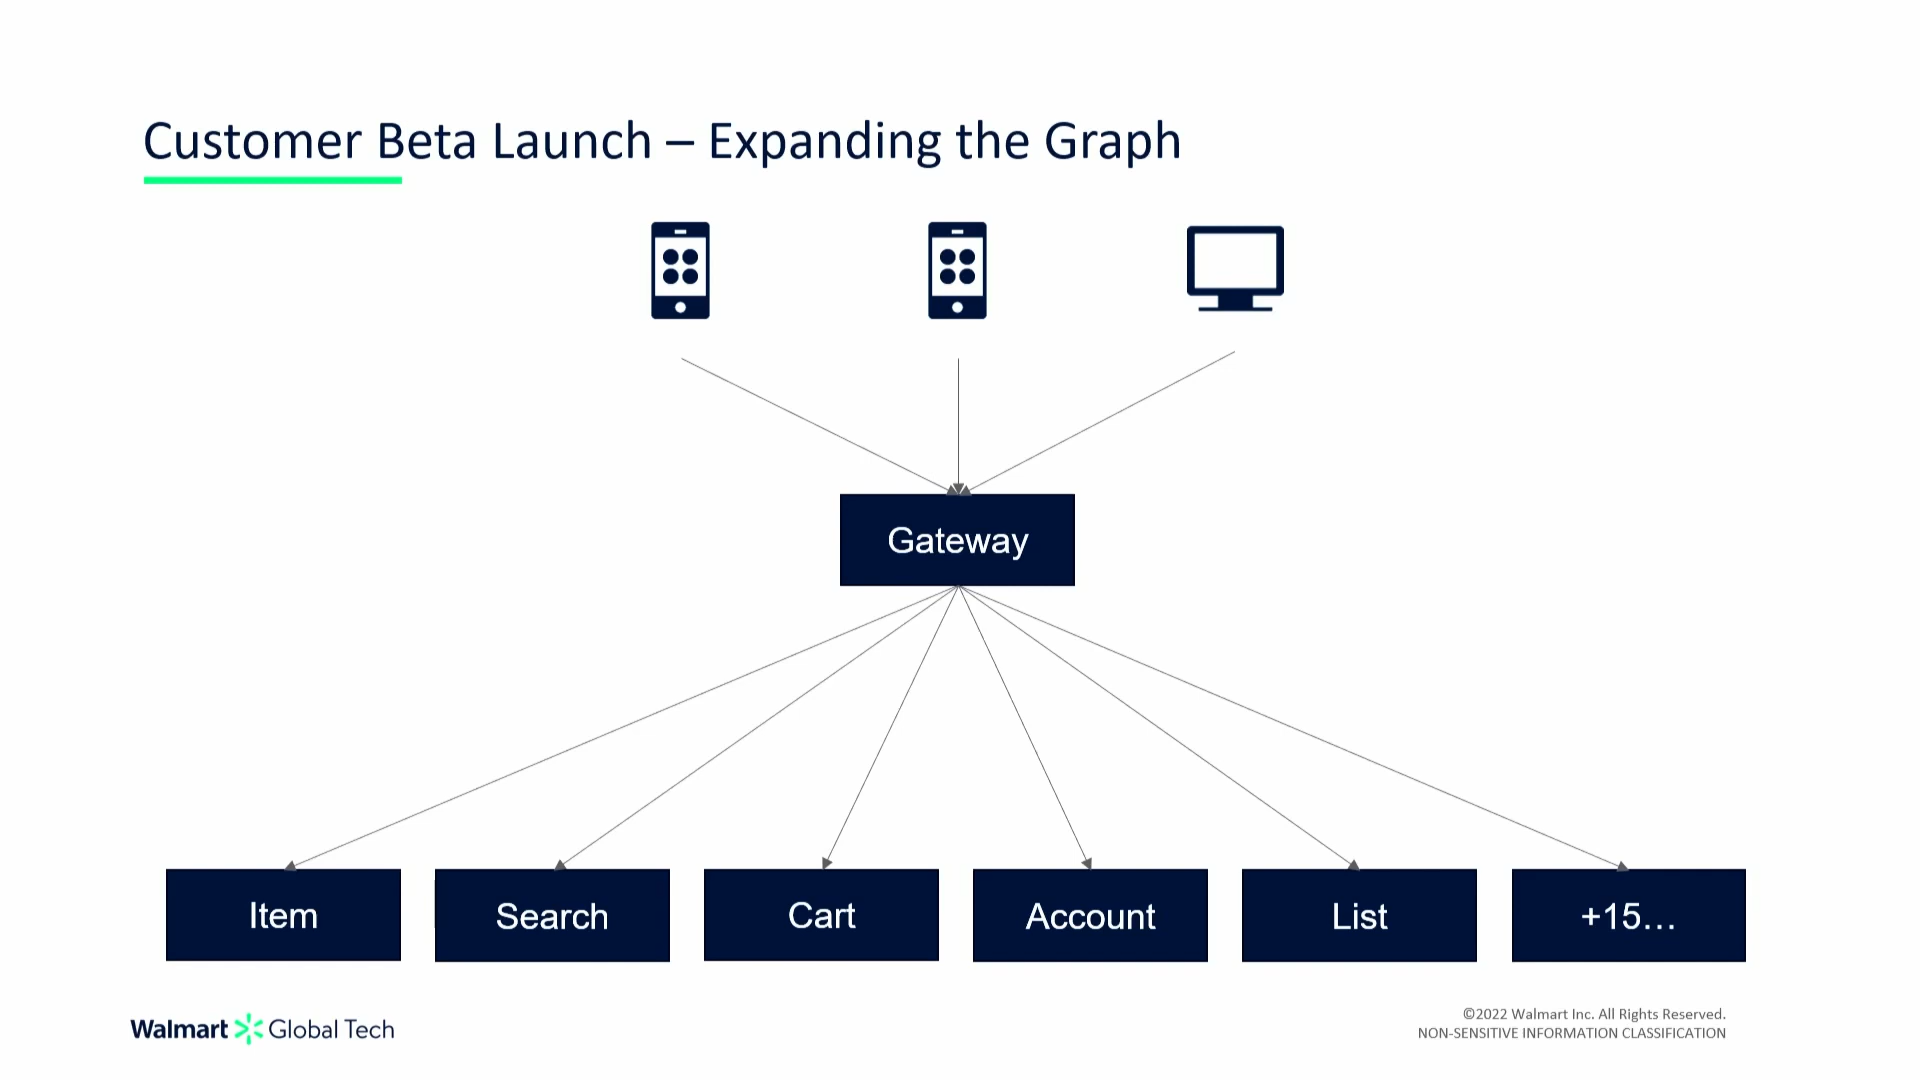 Customer Beta Launch – Expanding the Graph
Gateway
Item
Search
Cart
Account
List
+15...
Walmart Global Tech
©2022 Walmart Inc. All Rights Reserved.
NON-SENSITIVE INFORMATION CLASSIFICATION